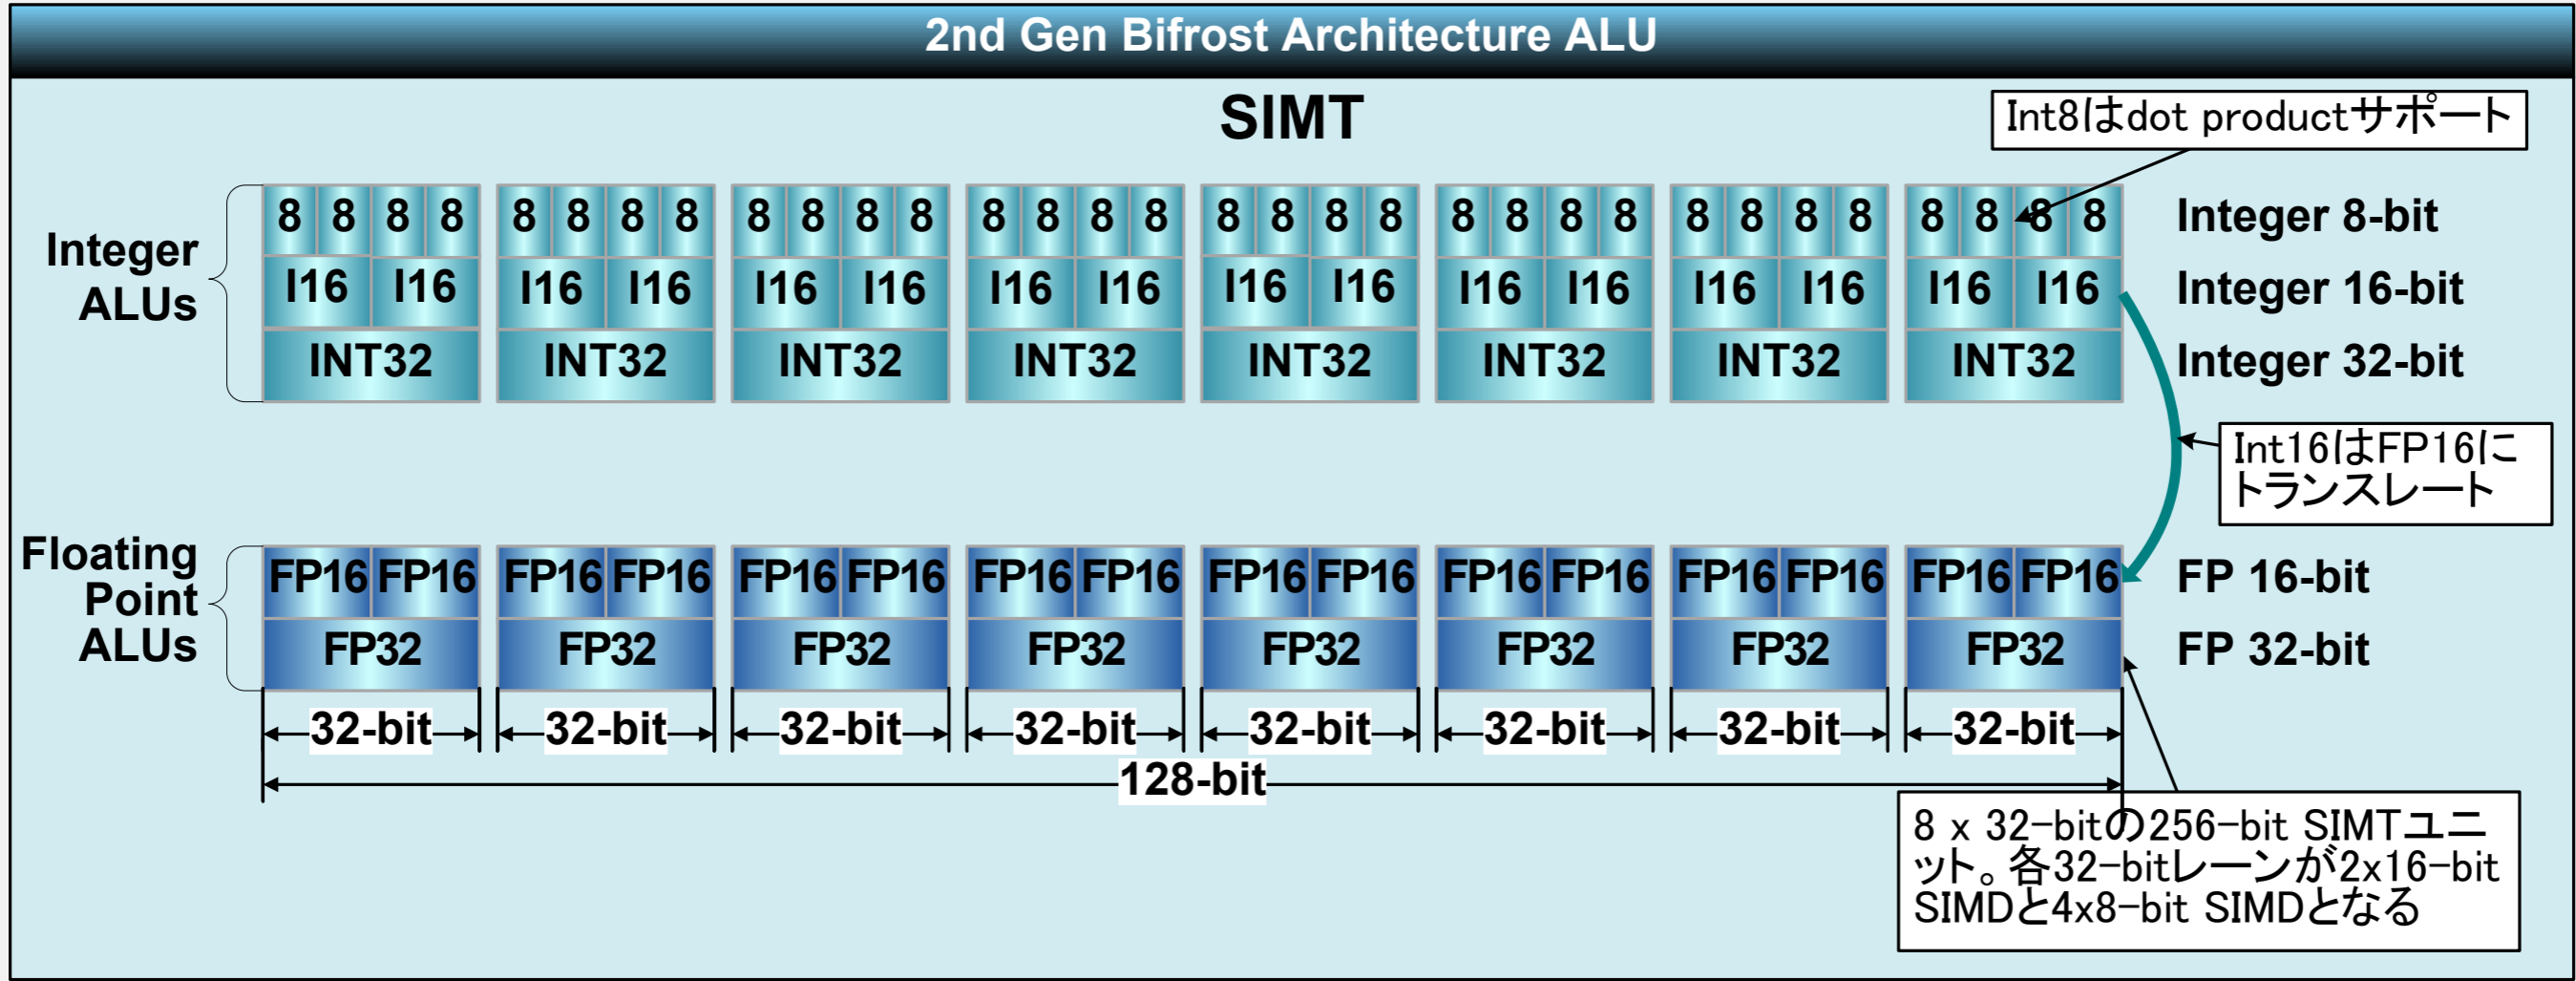 2nd Gen Bifrost Architecture ALU
SIMT
Int8はdot productサポート
Integer
ALUs
8 8 8 8 8 8 8 8 8 8 8 8 8 8 8 8 8 8 8 8 8 8 8 8 8 8 8 8 8 8 8 8
Integer 8-bit
I16 I16 I16 I16 I16 I16 I16 I16 I16 I16 I16 I16 I16 I16 I16 I16
Integer 16-bit
INT32 INT32 INT32 INT32 INT32 INT32 INT32 INT32
Integer 32-bit
Int16はFP16に
トランスレート
Floating
Point
ALUs
FP16 FP16 FP16 FP16 FP16 FP16 FP16 FP16 FP16 FP16 FP16 FP16 FP16 FP16 FP16 FP16
FP 16-bit
FP32 FP32 FP32 FP32 FP32 FP32 FP32 FP32
FP 32-bit
32-bit 32-bit 32-bit 32-bit 32-bit 32-bit 32-bit 32-bit
128-bit
8 x 32-bitの256-bit SIMTユニ
ット。各32-bitレーンが2x16-bit
SIMDと4x8-bit SIMDとなる